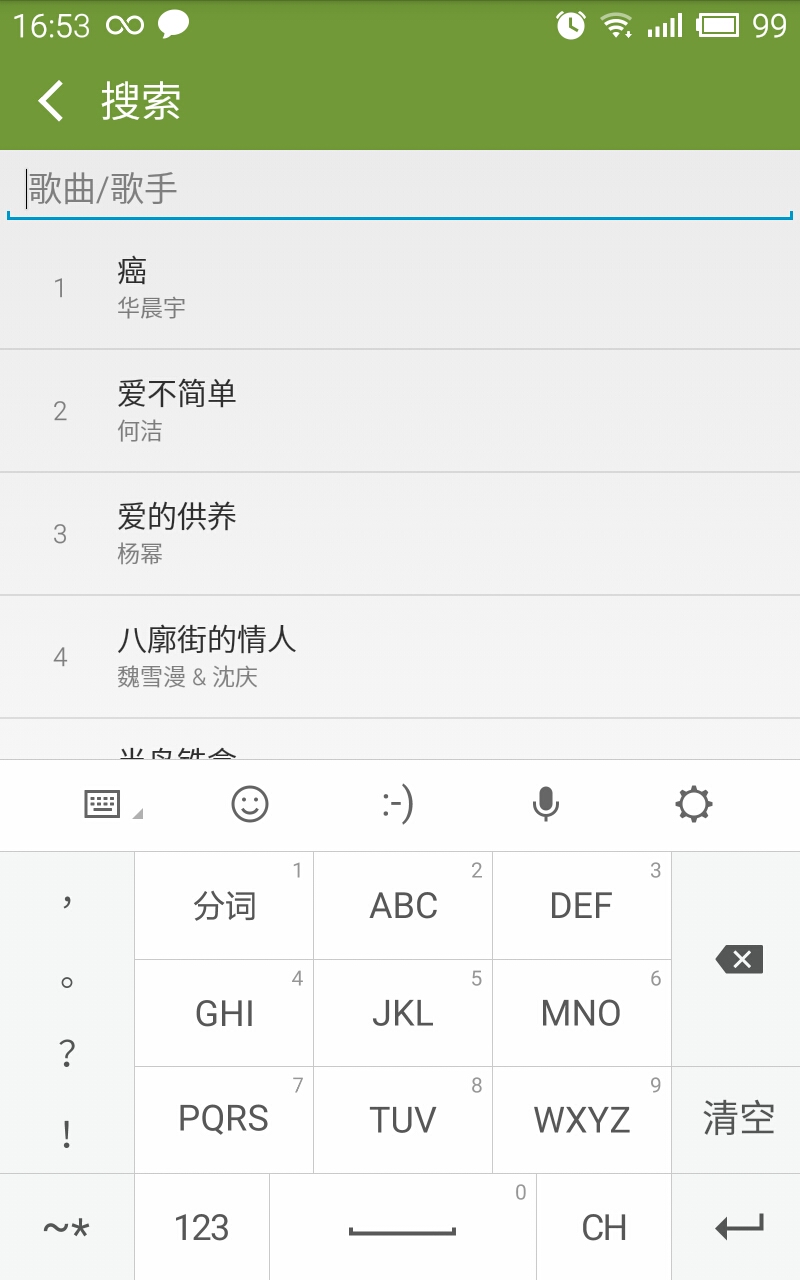 16:53 99
搜索
歌曲/歌手
1
癌
华晨宇
2
爱不简单
何洁
3
爱的供养
杨幂
4
八廓街的情人
魏雪漫 & 沈庆
:-)
， 分词 1 ABC 2 DEF 3
。 GHI 4 JKL 5 MNO 6
？
！ PQRS 7 TUV 8 WXYZ 9 清空
~* 123 0 CH